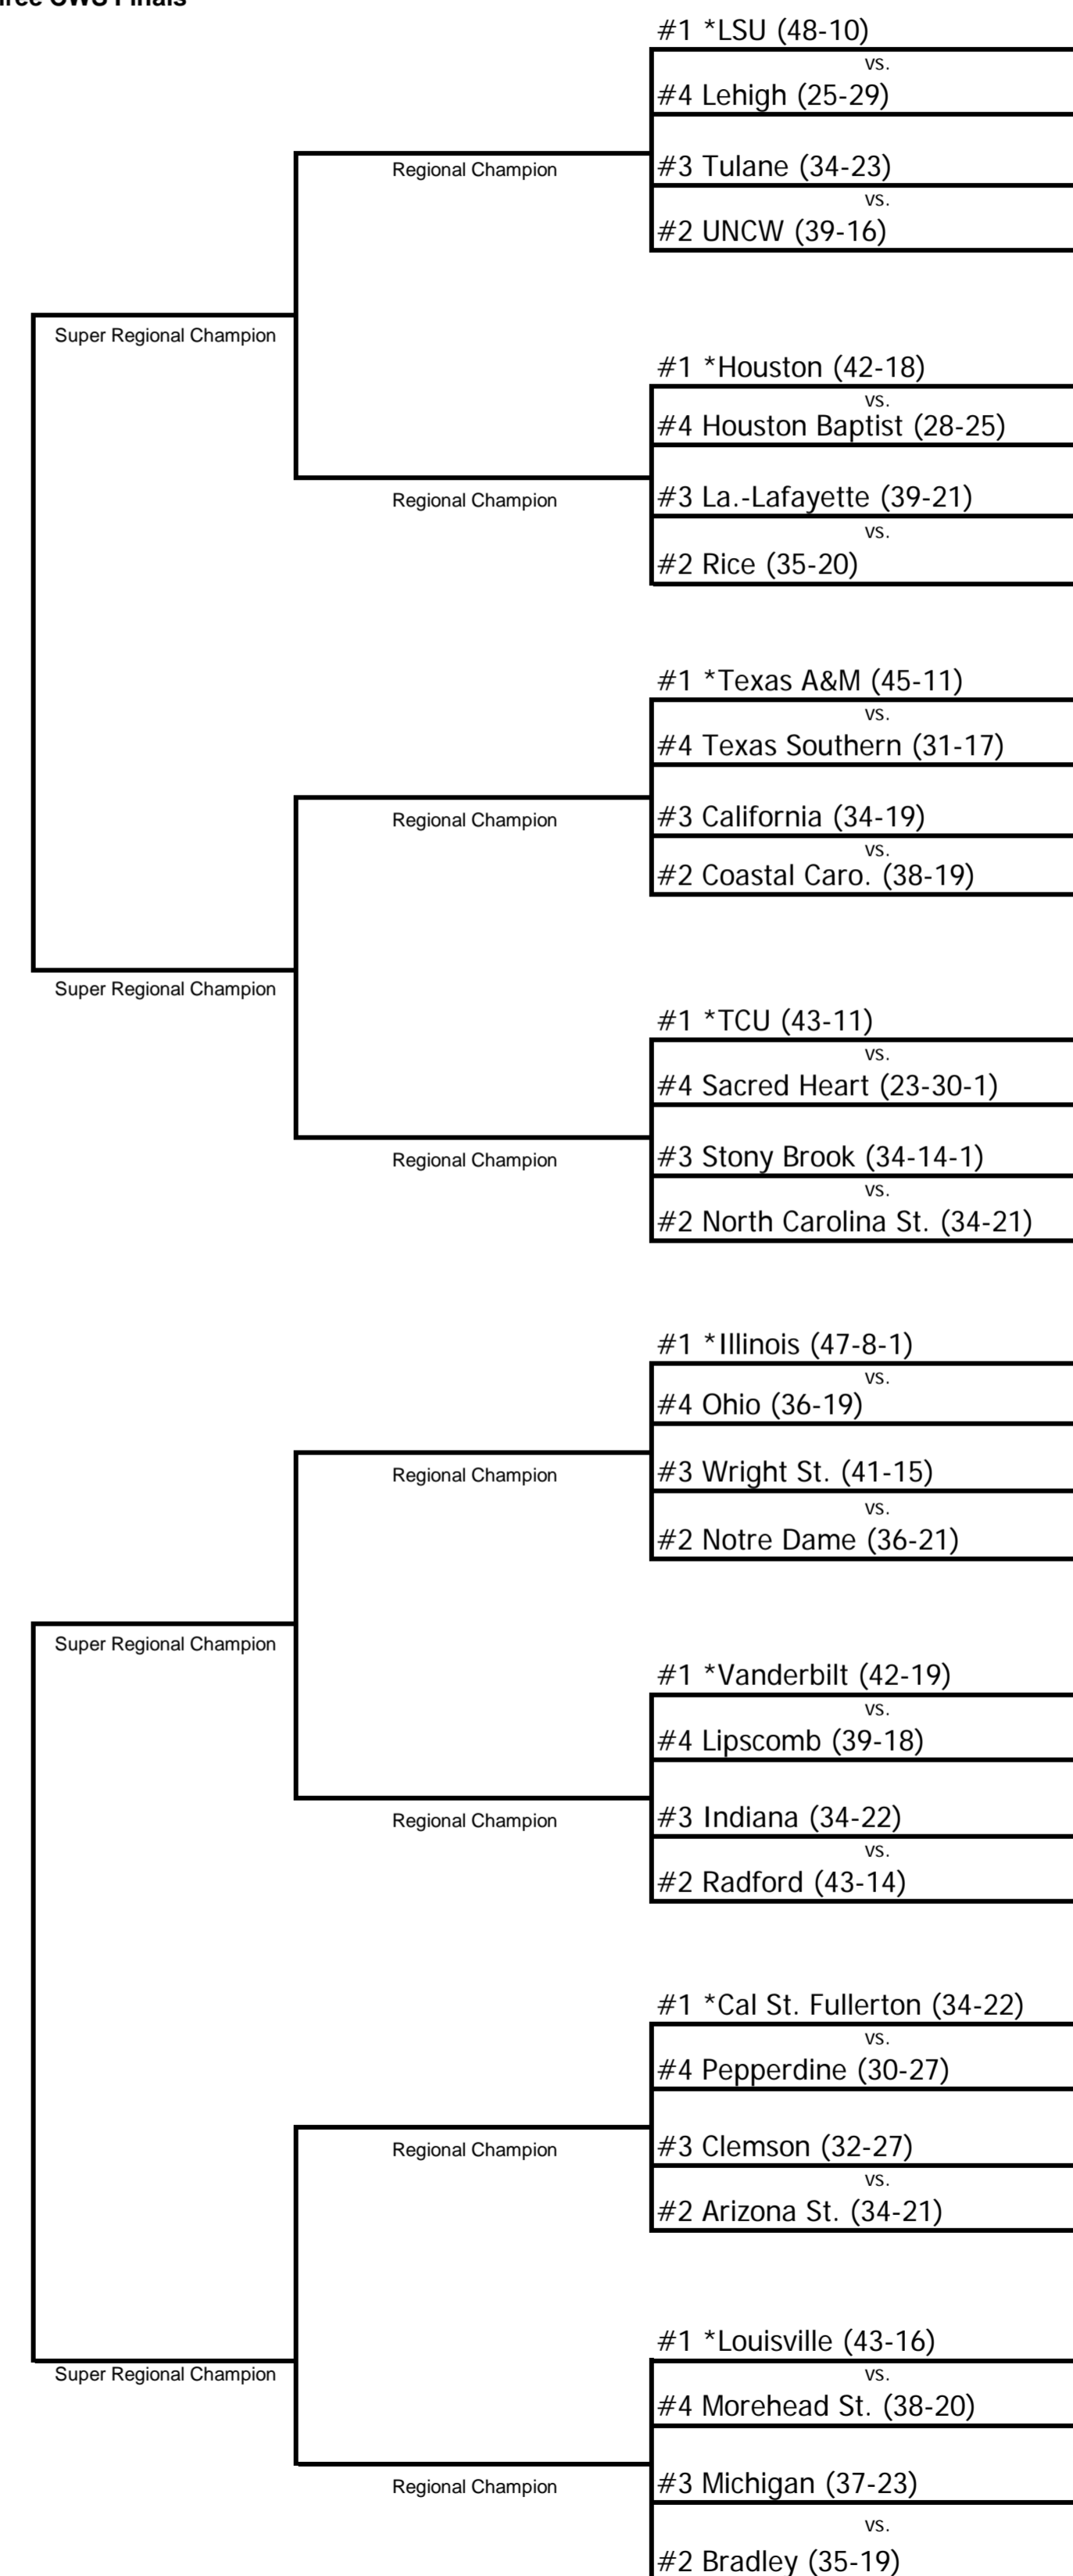 #1 *LSU (48-10)
vs.
#4 Lehigh (25-29)
Regional Champion
#3 Tulane (34-23)
vs.
#2 UNCW (39-16)
Super Regional Champion
#1 *Houston (42-18)
vs.
#4 Houston Baptist (28-25)
Regional Champion
#3 La.-Lafayette (39-21)
vs.
#2 Rice (35-20)
#1 *Texas A&M (45-11)
vs.
#4 Texas Southern (31-17)
Regional Champion
#3 California (34-19)
vs.
#2 Coastal Caro. (38-19)
Super Regional Champion
#1 *TCU (43-11)
vs.
#4 Sacred Heart (23-30-1)
Regional Champion
#3 Stony Brook (34-14-1)
vs.
#2 North Carolina St. (34-21)
#1 *Illinois (47-8-1)
vs.
#4 Ohio (36-19)
Regional Champion
#3 Wright St. (41-15)
vs.
#2 Notre Dame (36-21)
Super Regional Champion
#1 *Vanderbilt (42-19)
vs.
#4 Lipscomb (39-18)
Regional Champion
#3 Indiana (34-22)
vs.
#2 Radford (43-14)
#1 *Cal St. Fullerton (34-22)
vs.
#4 Pepperdine (30-27)
Regional Champion
#3 Clemson (32-27)
vs.
#2 Arizona St. (34-21)
#1 *Louisville (43-16)
Super Regional Champion
vs.
#4 Morehead St. (38-20)
Regional Champion
#3 Michigan (37-23)
vs.
#2 Bradley (35-19)